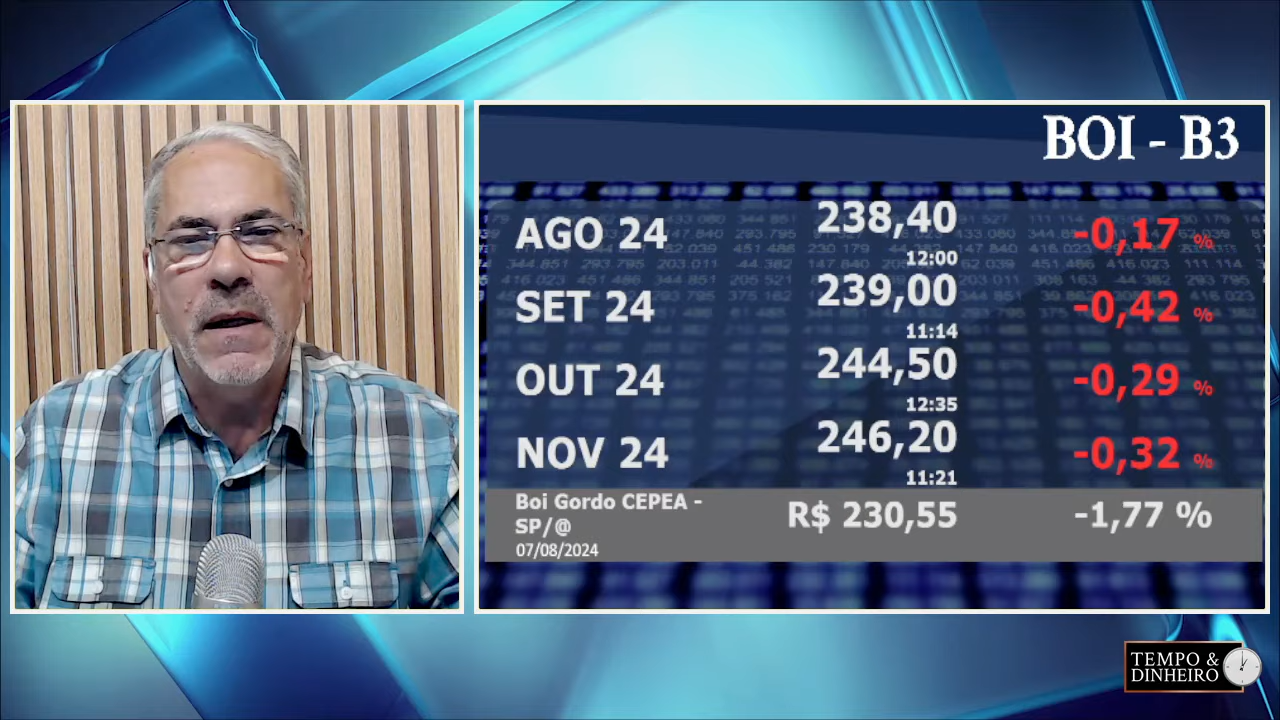 BOI - B3
AGO 24 238,40 -0,17 %
12:00
SET 24 239,00 -0,42 %
11:14
OUT 24 244,50 -0,29 %
12:35
NOV 24 246,20 -0,32 %
11:21
Boi Gordo CEPEA -
SP/@ R$ 230,55 -1,77 %
07/08/2024
TEMPO &
DINHEIRO